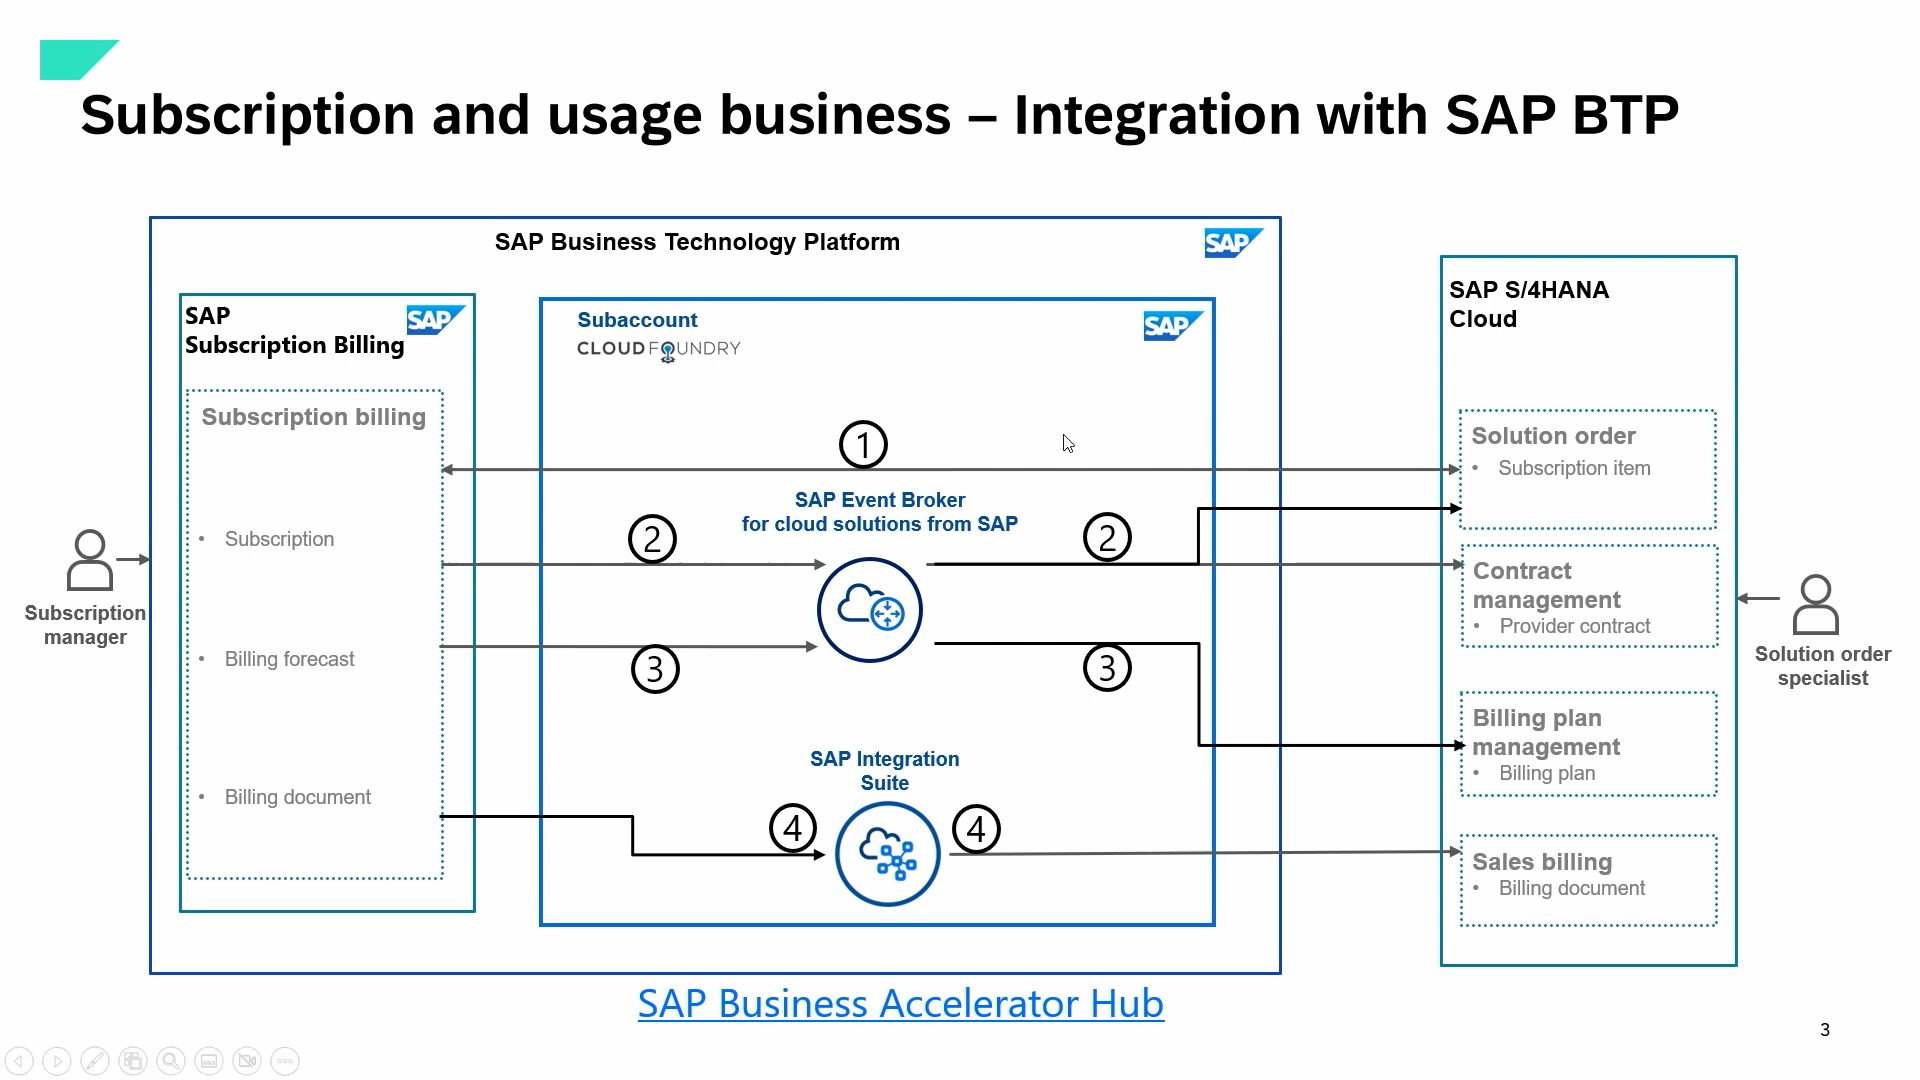 Subscription and usage business – Integration with SAP BTP
SAP Business Technology Platform
SAP
SAP
Subscription Billing
SAP
Subscription billing
• Subscription
• Billing forecast
• Billing document
Subscription
manager
Subaccount
CLOUD FOUNDRY
SAP
1
SAP Event Broker
for cloud solutions from SAP
2
2
3
3
SAP Integration
Suite
4
4
SAP S/4HANA
Cloud
Solution order
• Subscription item
Contract
management
• Provider contract
Billing plan
management
• Billing plan
Sales billing
• Billing document
Solution order
specialist
SAP Business Accelerator Hub
3